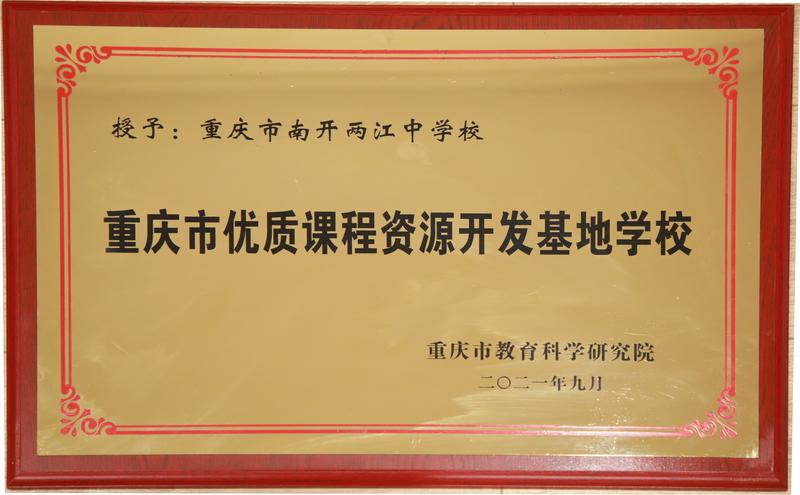 授予：重庆市南开两江中学校
重庆市优质课程资源开发基地学校
重庆市教育科学研究院
二〇二一年九月